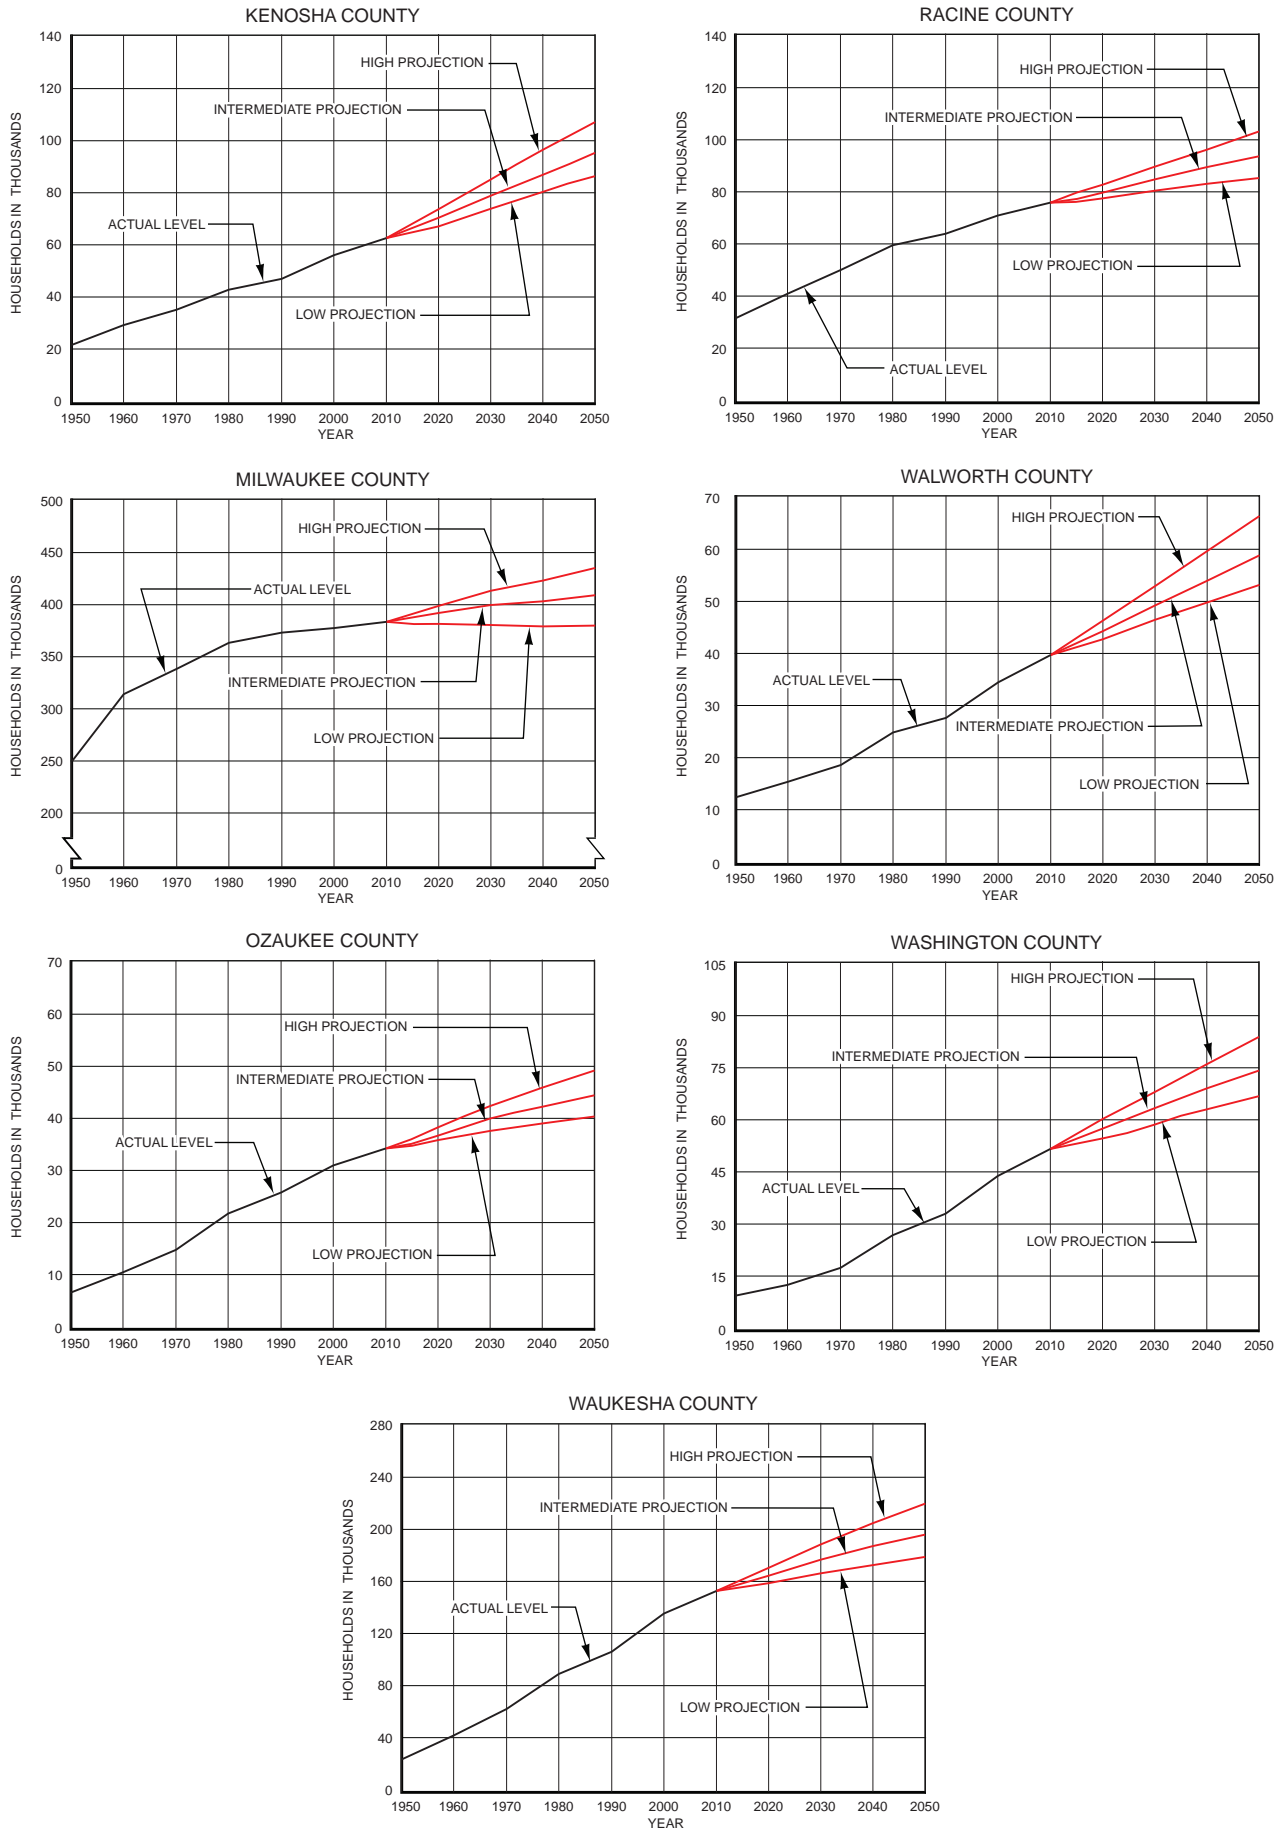 KENOSHA COUNTY
HOUSEHOLDS IN THOUSANDS
140
120
100
80
60
40
20
0
HIGH PROJECTION
INTERMEDIATE PROJECTION
ACTUAL LEVEL
LOW PROJECTION
1950 1960 1970 1980 1990 2000 2010 2020 2030 2040 2050
YEAR
RACINE COUNTY
HOUSEHOLDS IN THOUSANDS
140
120
100
80
60
40
20
0
HIGH PROJECTION
INTERMEDIATE PROJECTION
LOW PROJECTION
ACTUAL LEVEL
1950 1960 1970 1980 1990 2000 2010 2020 2030 2040 2050
YEAR
MILWAUKEE COUNTY
HOUSEHOLDS IN THOUSANDS
500
450
400
350
300
250
200
0
HIGH PROJECTION
ACTUAL LEVEL
INTERMEDIATE PROJECTION
LOW PROJECTION
1950 1960 1970 1980 1990 2000 2010 2020 2030 2040 2050
YEAR
WALWORTH COUNTY
HOUSEHOLDS IN THOUSANDS
70
60
50
40
30
20
10
0
HIGH PROJECTION
ACTUAL LEVEL
INTERMEDIATE PROJECTION
LOW PROJECTION
1950 1960 1970 1980 1990 2000 2010 2020 2030 2040 2050
YEAR
OZAUKEE COUNTY
HOUSEHOLDS IN THOUSANDS
70
60
50
40
30
20
10
0
HIGH PROJECTION
INTERMEDIATE PROJECTION
ACTUAL LEVEL
LOW PROJECTION
1950 1960 1970 1980 1990 2000 2010 2020 2030 2040 2050
YEAR
WASHINGTON COUNTY
HOUSEHOLDS IN THOUSANDS
105
90
75
60
45
30
15
0
HIGH PROJECTION
INTERMEDIATE PROJECTION
ACTUAL LEVEL
LOW PROJECTION
1950 1960 1970 1980 1990 2000 2010 2020 2030 2040 2050
YEAR
WAUKESHA COUNTY
HOUSEHOLDS IN THOUSANDS
280
240
200
160
120
80
40
0
HIGH PROJECTION
INTERMEDIATE PROJECTION
ACTUAL LEVEL
LOW PROJECTION
1950 1960 1970 1980 1990 2000 2010 2020 2030 2040 2050
YEAR